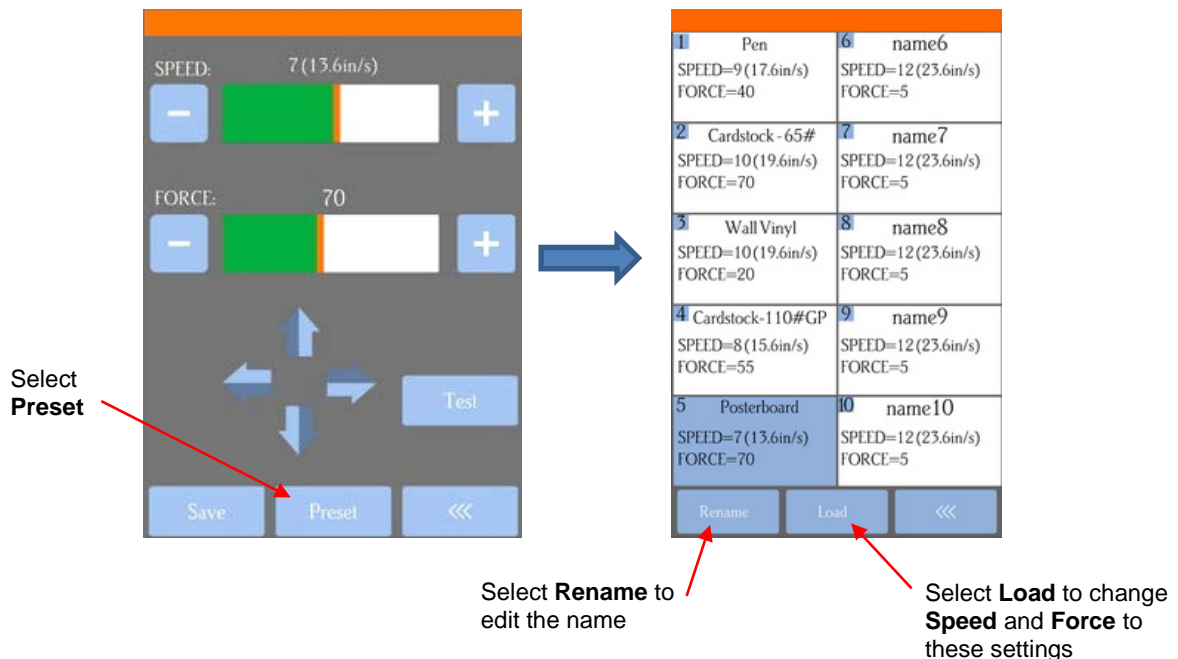 SPEED: 7(13.6in/s)
− +
FORCE: 70
− +
Test
Save Preset <<<
Select
Preset
1 Pen
SPEED=9(17.6in/s)
FORCE=40
2 Cardstock-65#
SPEED=10(19.6in/s)
FORCE=70
3 Wall Vinyl
SPEED=10(19.6in/s)
FORCE=20
4 Cardstock-110#GP
SPEED=8(15.6in/s)
FORCE=55
5 Posterboard
SPEED=7(13.6in/s)
FORCE=70
6 name6
SPEED=12(23.6in/s)
FORCE=5
7 name7
SPEED=12(23.6in/s)
FORCE=5
8 name8
SPEED=12(23.6in/s)
FORCE=5
9 name9
SPEED=12(23.6in/s)
FORCE=5
10 name10
SPEED=12(23.6in/s)
FORCE=5
Rename Load <<<
Select Rename to
edit the name
Select Load to change
Speed and Force to
these settings